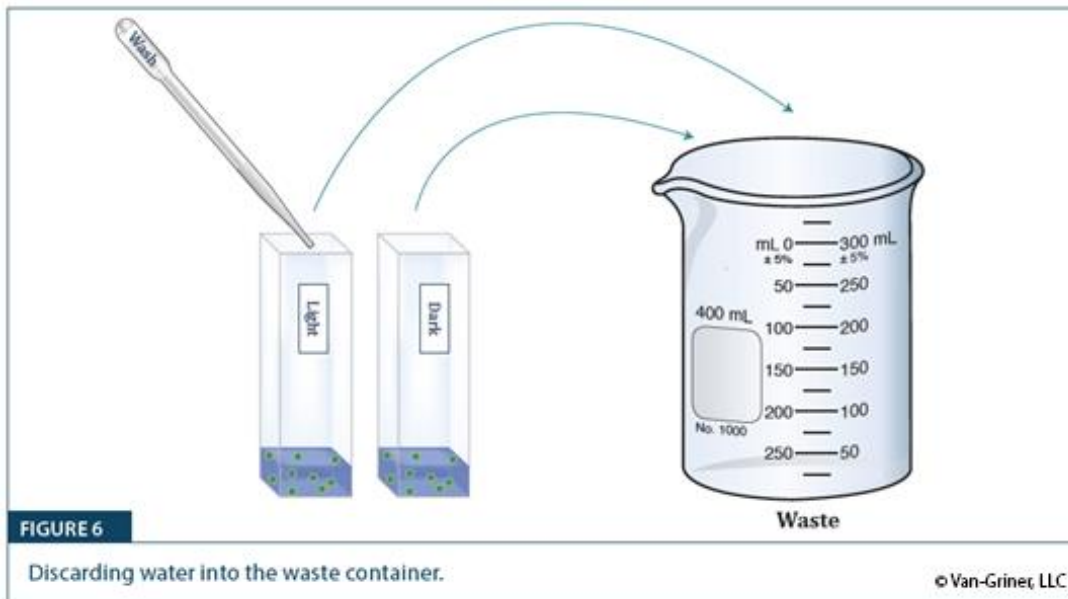 Wash
Light
Dark
mL 0 300 mL
± 5% ± 5%
50 250
400 mL
100 200
150 150
200 100
No. 1000
250 50
Waste
FIGURE 6
Discarding water into the waste container.
© Van-Griner, LLC